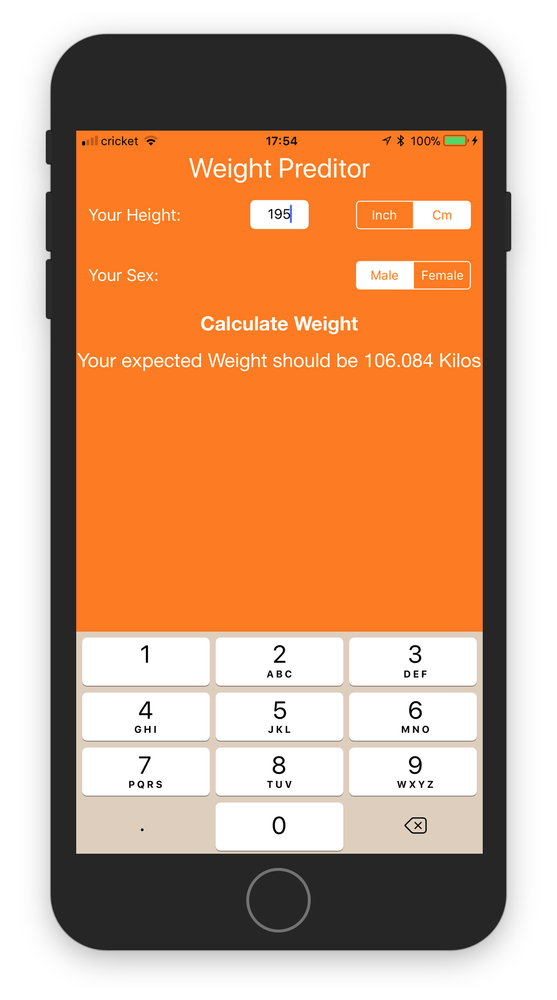 cricket 17:54 100%
Weight Preditor
Your Height: 195 Inch Cm
Your Sex: Male Female
Calculate Weight
Your expected Weight should be 106.084 Kilos
1 2 3
ABC DEF
4 5 6
GHI JKL MNO
7 8 9
PQRS TUV WXYZ
. 0